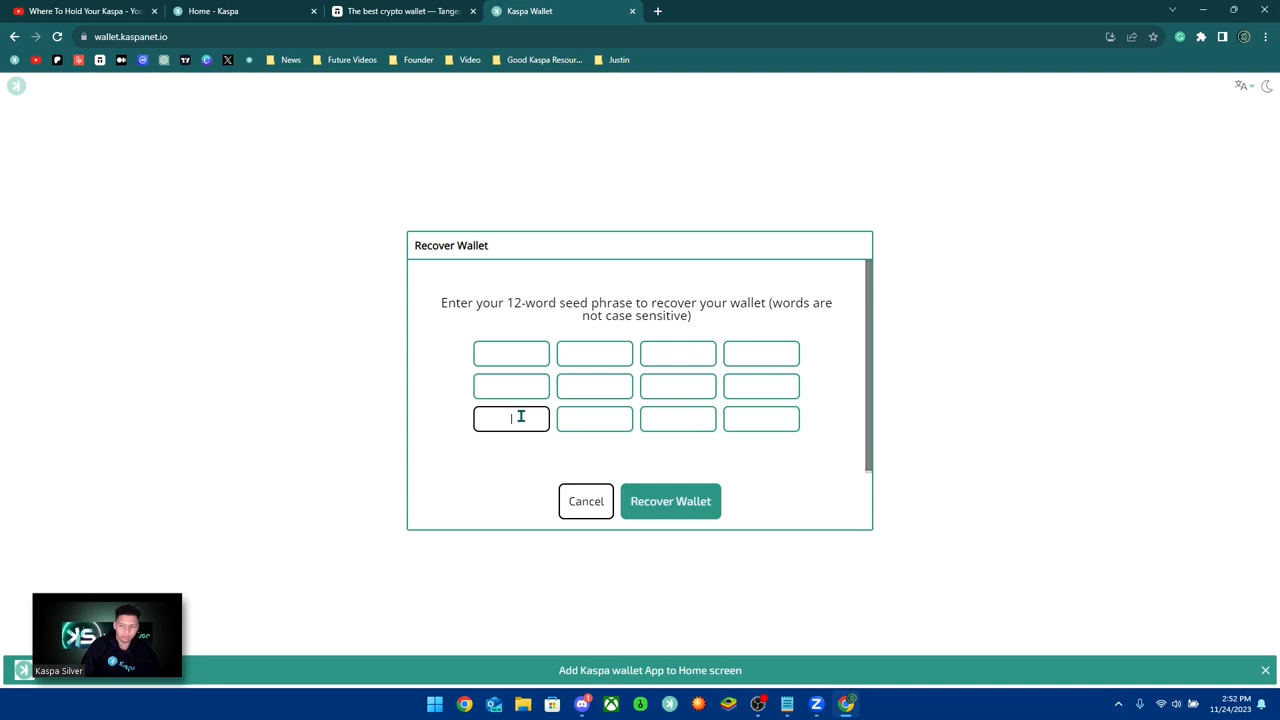 Where To Hold Your Kaspa - You
Home - Kaspa
The best crypto wallet — Tange
Kaspa Wallet
wallet.kaspanet.io
News
Future Videos
Founder
Video
Good Kaspa Resour...
Justin
Recover Wallet
Enter your 12-word seed phrase to recover your wallet (words are
not case sensitive)
Cancel
Recover Wallet
Kaspa Silver
Add Kaspa wallet App to Home screen
2:52 PM
11/24/2023